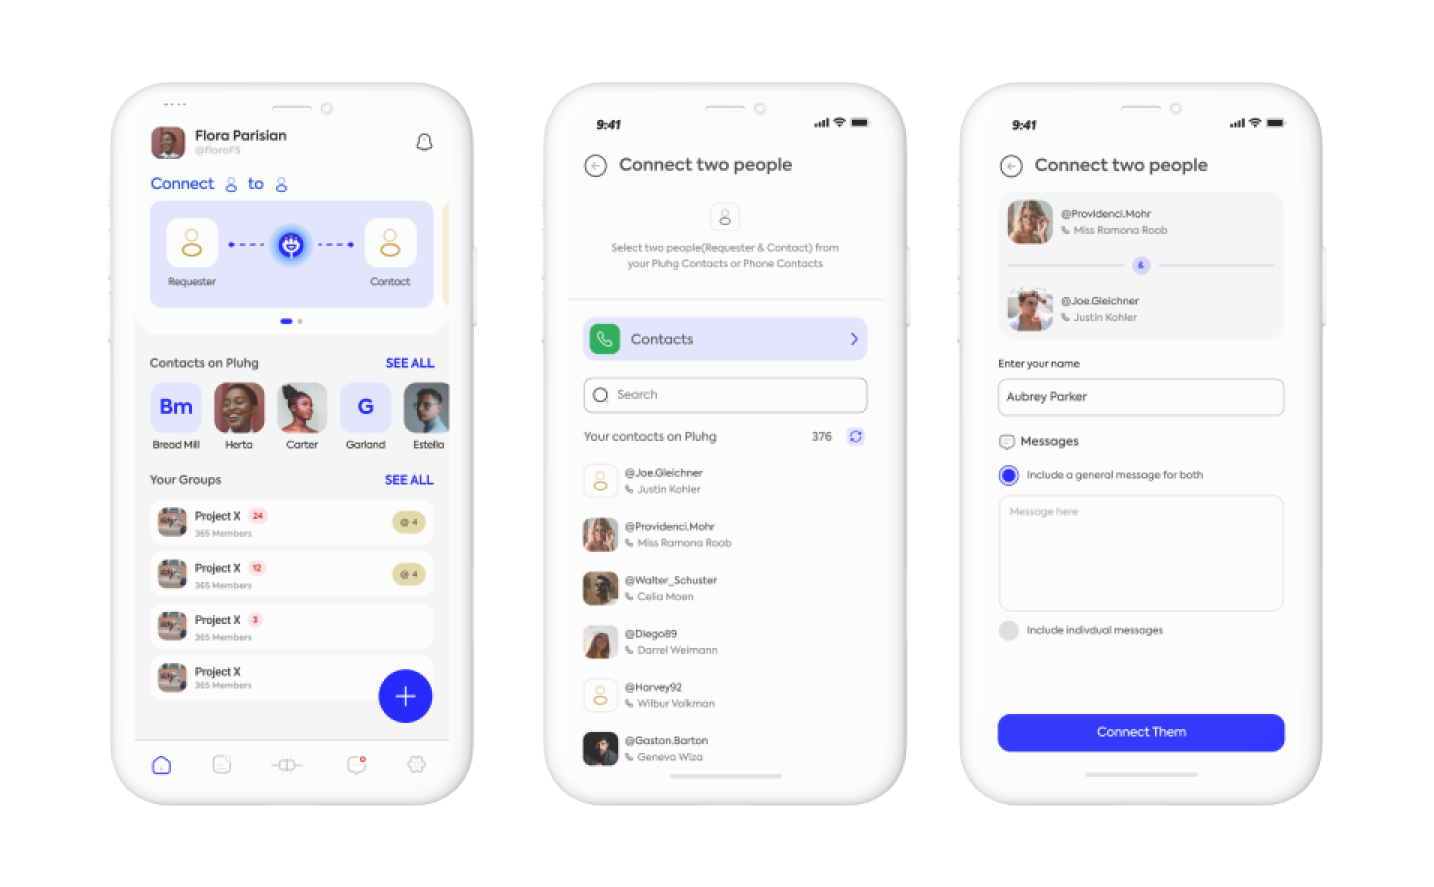 Flora Parisian
@floraFS
Connect to
Requester
Contact
Contacts on Pluhg
SEE ALL
Bm
G
Bread Mill
Herta
Carter
Garland
Estella
Your Groups
SEE ALL
Project X 24
365 Members
@ 4
Project X 12
365 Members
@ 4
Project X 3
365 Members
Project X
365 Members
9:41
Connect two people
Select two people(Requester & Contact) from
your Pluhg Contacts or Phone Contacts
Contacts
Search
Your contacts on Pluhg
376
@Joe.Gleichner
Justin Kohler
@Providenci.Mohr
Miss Ramona Roob
@Walter_Schuster
Celia Moen
@Diego89
Darrel Weimann
@Harvey92
Wilbur Volkman
@Gaston.Barton
Geneva Wiza
9:41
Connect two people
@Providenci.Mohr
Miss Ramona Roob
&
@Joe.Gleichner
Justin Kohler
Enter your name
Aubrey Parker
Messages
Include a general message for both
Message here
Include indivdual messages
Connect Them